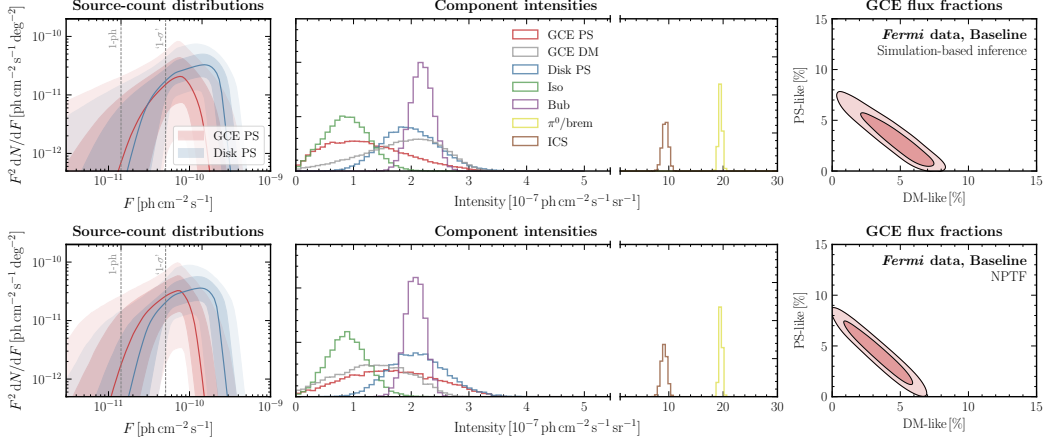 Source-count distributions
Component intensities
GCE flux fractions
F² dN/dF [ph cm⁻² s⁻¹ deg⁻²]
10⁻¹⁰
10⁻¹¹
10⁻¹²
1-ph
"1-σ"
GCE PS
Disk PS
10⁻¹¹
10⁻¹⁰
10⁻⁹
F [ph cm⁻² s⁻¹]
GCE PS
GCE DM
Disk PS
Iso
Bub
π⁰/brem
ICS
0 1 2 3 4 5 10 20 30
Intensity [10⁻⁷ ph cm⁻² s⁻¹ sr⁻¹]
Fermi data, Baseline
Simulation-based inference
PS-like [%]
15
10
5
0
0 5 10 15
DM-like [%]
Source-count distributions
Component intensities
GCE flux fractions
F² dN/dF [ph cm⁻² s⁻¹ deg⁻²]
10⁻¹⁰
10⁻¹¹
10⁻¹²
1-ph
"1-σ"
10⁻¹¹
10⁻¹⁰
10⁻⁹
F [ph cm⁻² s⁻¹]
0 1 2 3 4 5 10 20 30
Intensity [10⁻⁷ ph cm⁻² s⁻¹ sr⁻¹]
Fermi data, Baseline
NPTF
PS-like [%]
15
10
5
0
0 5 10 15
DM-like [%]